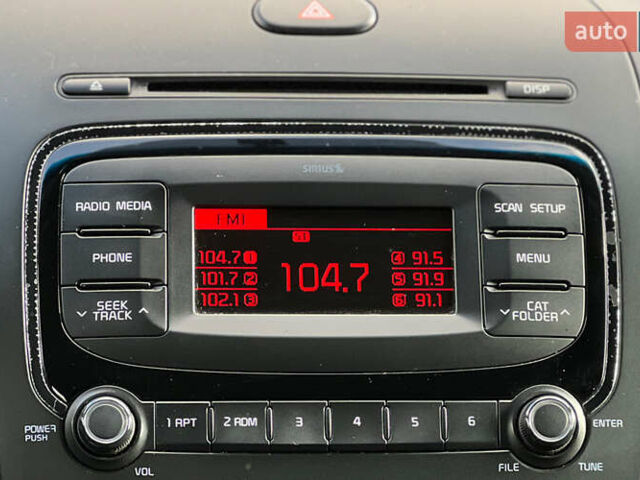 auto
DISP
SIRIUS
RADIO MEDIA
SCAN SETUP
FM1
ST
PHONE
MENU
104.7 1
4 91.5
101.7 2
104.7
5 91.9
102.1 3
6 91.1
SEEK
TRACK
CAT
FOLDER
POWER
PUSH
1 RPT
2 RDM
3
4
5
6
ENTER
VOL
FILE
TUNE